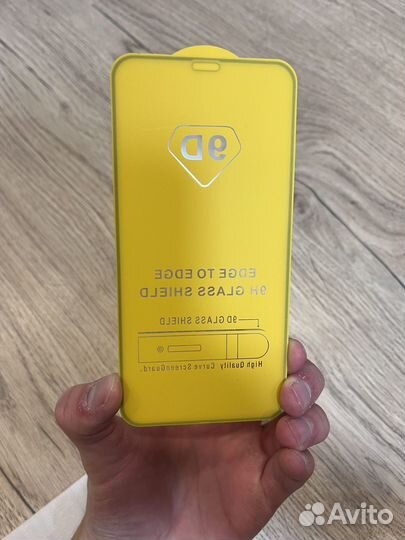 9D
EDGE TO EDGE
9H GLASS SHIELD
9D GLASS SHIELD
High Quality Curve ScreenGuard.
Avito